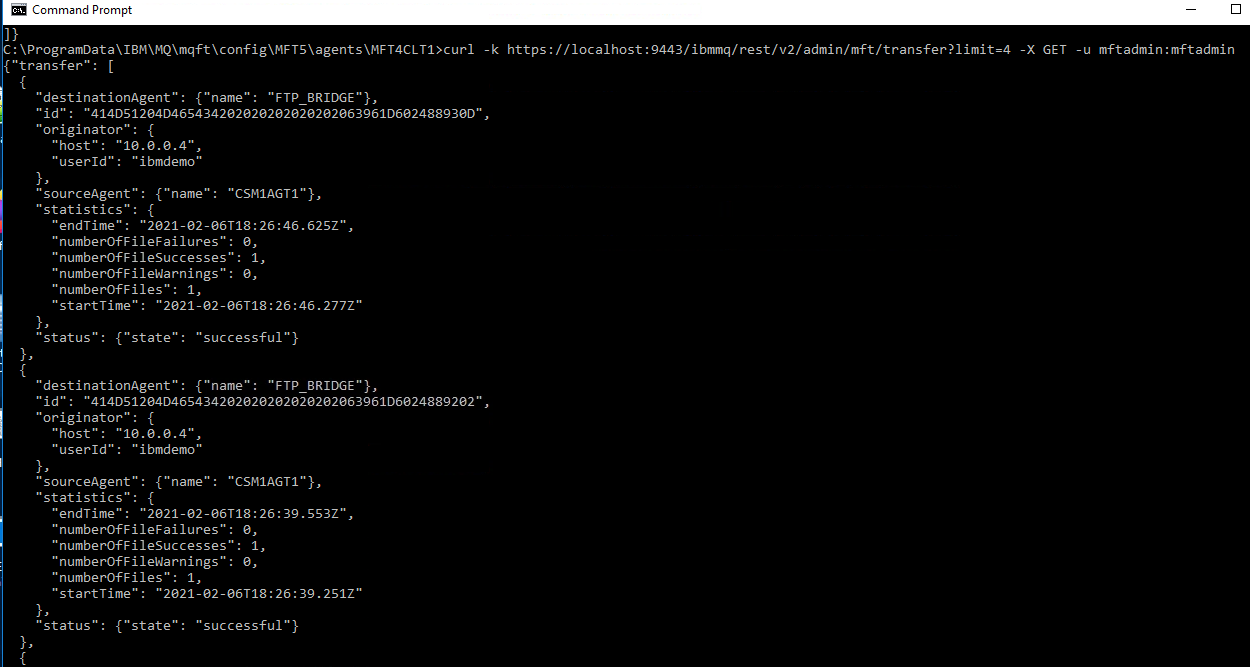 Command Prompt
]}
C:\ProgramData\IBM\MQ\mqft\config\MFT5\agents\MFT4CLT1>curl -k https://localhost:9443/ibmmq/rest/v2/admin/mft/transfer?limit=4 -X GET -u mftadmin:mftadmin
{"transfer": [
  {
    "destinationAgent": {"name": "FTP_BRIDGE"},
    "id": "414D51204D465434202020202020202063961D602488930D",
    "originator": {
      "host": "10.0.0.4",
      "userId": "ibmdemo"
    },
    "sourceAgent": {"name": "CSM1AGT1"},
    "statistics": {
      "endTime": "2021-02-06T18:26:46.625Z",
      "numberOfFileFailures": 0,
      "numberOfFileSuccesses": 1,
      "numberOfFileWarnings": 0,
      "numberOfFiles": 1,
      "startTime": "2021-02-06T18:26:46.277Z"
    },
    "status": {"state": "successful"}
  },
  {
    "destinationAgent": {"name": "FTP_BRIDGE"},
    "id": "414D51204D465434202020202020202063961D6024889202",
    "originator": {
      "host": "10.0.0.4",
      "userId": "ibmdemo"
    },
    "sourceAgent": {"name": "CSM1AGT1"},
    "statistics": {
      "endTime": "2021-02-06T18:26:39.553Z",
      "numberOfFileFailures": 0,
      "numberOfFileSuccesses": 1,
      "numberOfFileWarnings": 0,
      "numberOfFiles": 1,
      "startTime": "2021-02-06T18:26:39.251Z"
    },
    "status": {"state": "successful"}
  },
  {